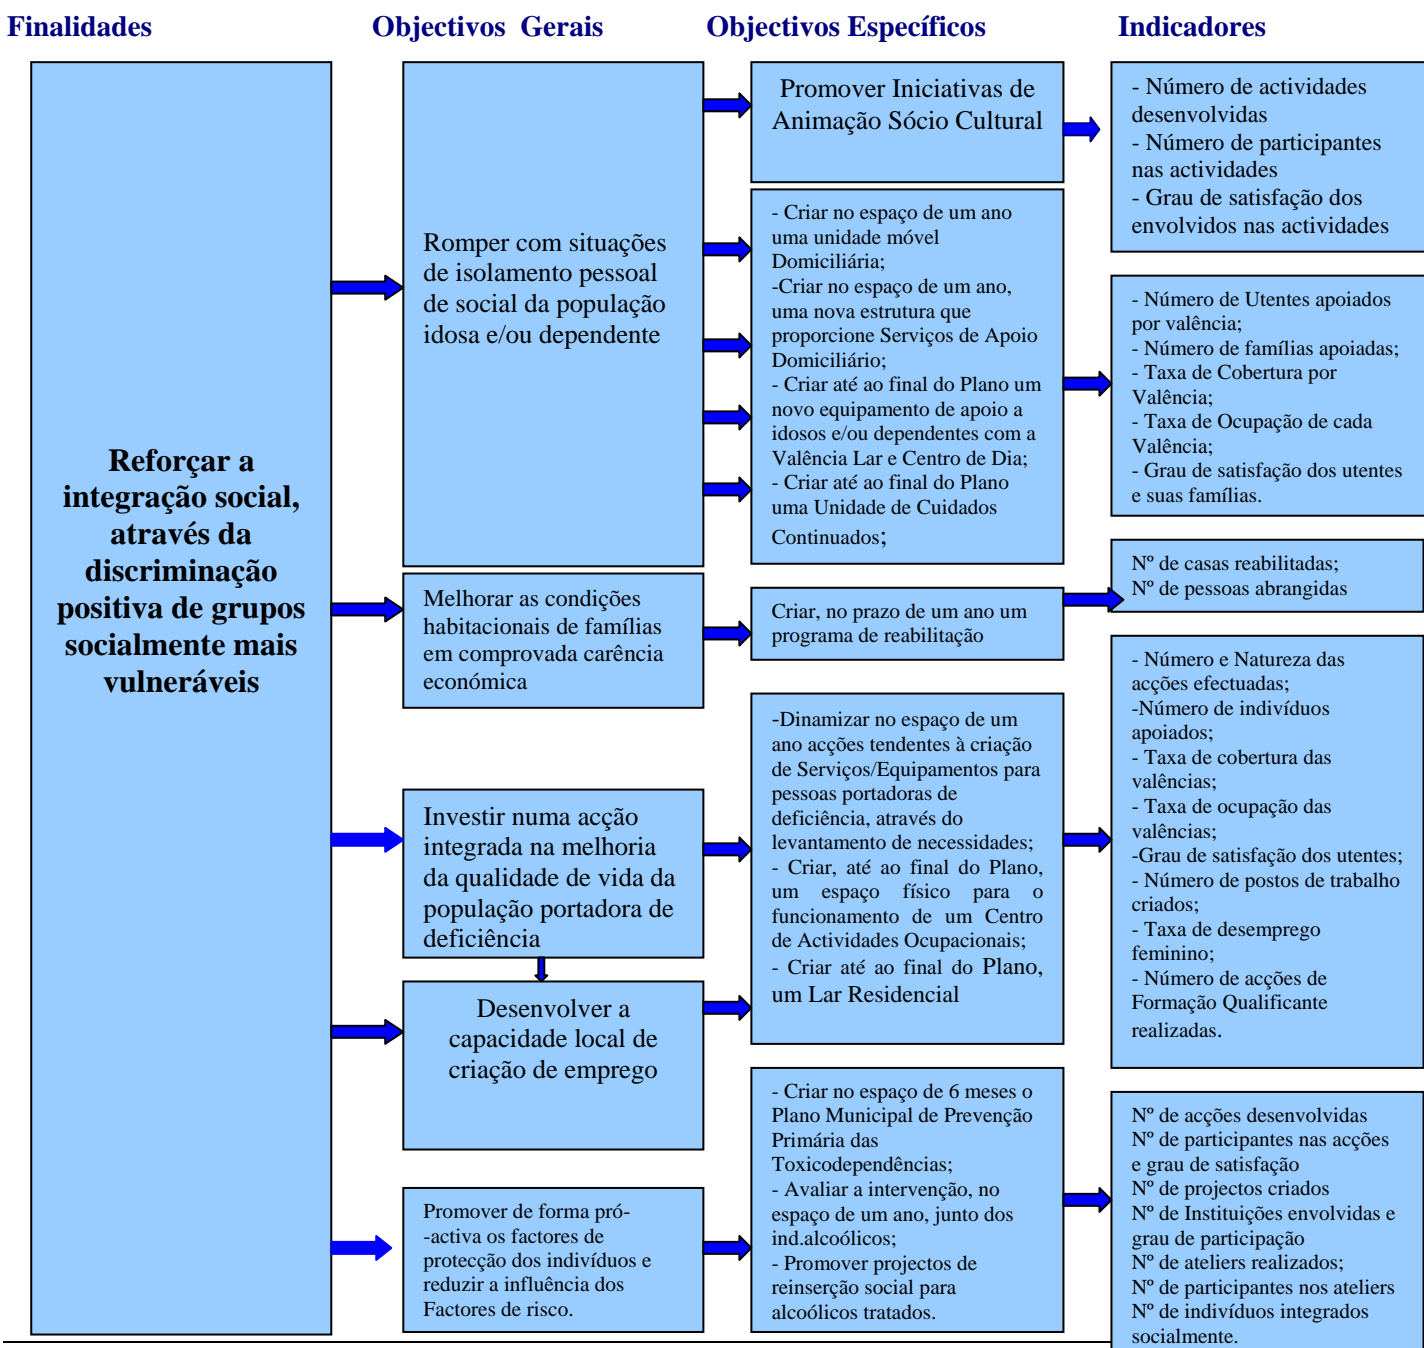 Finalidades
Objectivos Gerais
Objectivos Específicos
Indicadores
Reforçar a
integração social,
através da
discriminação
positiva de grupos
socialmente mais
vulneráveis
Romper com situações
de isolamento pessoal
de social da população
idosa e/ou dependente
Melhorar as condições
habitacionais de famílias
em comprovada carência
económica
Investir numa acção
integrada na melhoria
da qualidade de vida da
população portadora de
deficiência
Desenvolver a
capacidade local de
criação de emprego
Promover de forma pró-
-activa os factores de
protecção dos indivíduos e
reduzir a influência dos
Factores de risco.
Promover Iniciativas de
Animação Sócio Cultural
- Criar no espaço de um ano
uma unidade móvel
Domiciliária;
-Criar no espaço de um ano,
uma nova estrutura que
proporcione Serviços de Apoio
Domiciliário;
- Criar até ao final do Plano um
novo equipamento de apoio a
idosos e/ou dependentes com a
Valência Lar e Centro de Dia;
- Criar até ao final do Plano
uma Unidade de Cuidados
Continuados;
Criar, no prazo de um ano um
programa de reabilitação
-Dinamizar no espaço de um
ano acções tendentes à criação
de Serviços/Equipamentos para
pessoas portadoras de
deficiência, através do
levantamento de necessidades;
- Criar, até ao final do Plano,
um espaço físico para o
funcionamento de um Centro
de Actividades Ocupacionais;
- Criar até ao final do Plano,
um Lar Residencial
- Criar no espaço de 6 meses o
Plano Municipal de Prevenção
Primária das
Toxicodependências;
- Avaliar a intervenção, no
espaço de um ano, junto dos
ind.alcoólicos;
- Promover projectos de
reinserção social para
alcoólicos tratados.
- Número de actividades
desenvolvidas
- Número de participantes
nas actividades
- Grau de satisfação dos
envolvidos nas actividades
- Número de Utentes apoiados
por valência;
- Número de famílias apoiadas;
- Taxa de Cobertura por
Valência;
- Taxa de Ocupação de cada
Valência;
- Grau de satisfação dos utentes
e suas famílias.
Nº de casas reabilitadas;
Nº de pessoas abrangidas
- Número e Natureza das
acções efectuadas;
-Número de indivíduos
apoiados;
- Taxa de cobertura das
valências;
- Taxa de ocupação das
valências;
-Grau de satisfação dos utentes;
- Número de postos de trabalho
criados;
- Taxa de desemprego
feminino;
- Número de acções de
Formação Qualificante
realizadas.
Nº de acções desenvolvidas
Nº de participantes nas acções
e grau de satisfação
Nº de projectos criados
Nº de Instituições envolvidas e
grau de participação
Nº de ateliers realizados;
Nº de participantes nos ateliers
Nº de indivíduos integrados
socialmente.